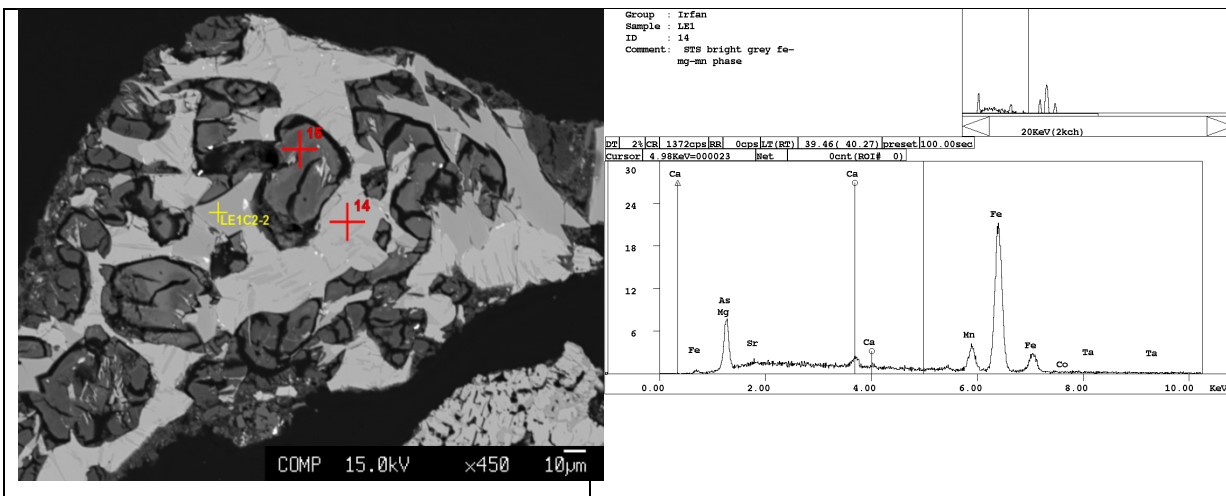 15
14
LE1C2-2
COMP 15.0kV ×450 10µm
Group : Irfan
Sample : LE1
ID : 14
Comment: STS bright grey fe-
mg-mn phase
20KeV(2kch)
DT 2% CR 1372cps RR 0cps LT(RT) 39.46( 40.27) preset 100.00sec
Cursor 4.98KeV=000023 Net 0cnt(ROI# 0)
30
24
18
12
6
Ca Ca
Fe
As
Mg
Sr Ca Mn Fe
Fe Co Ta Ta
0.00 2.00 4.00 6.00 8.00 10.00 KeV